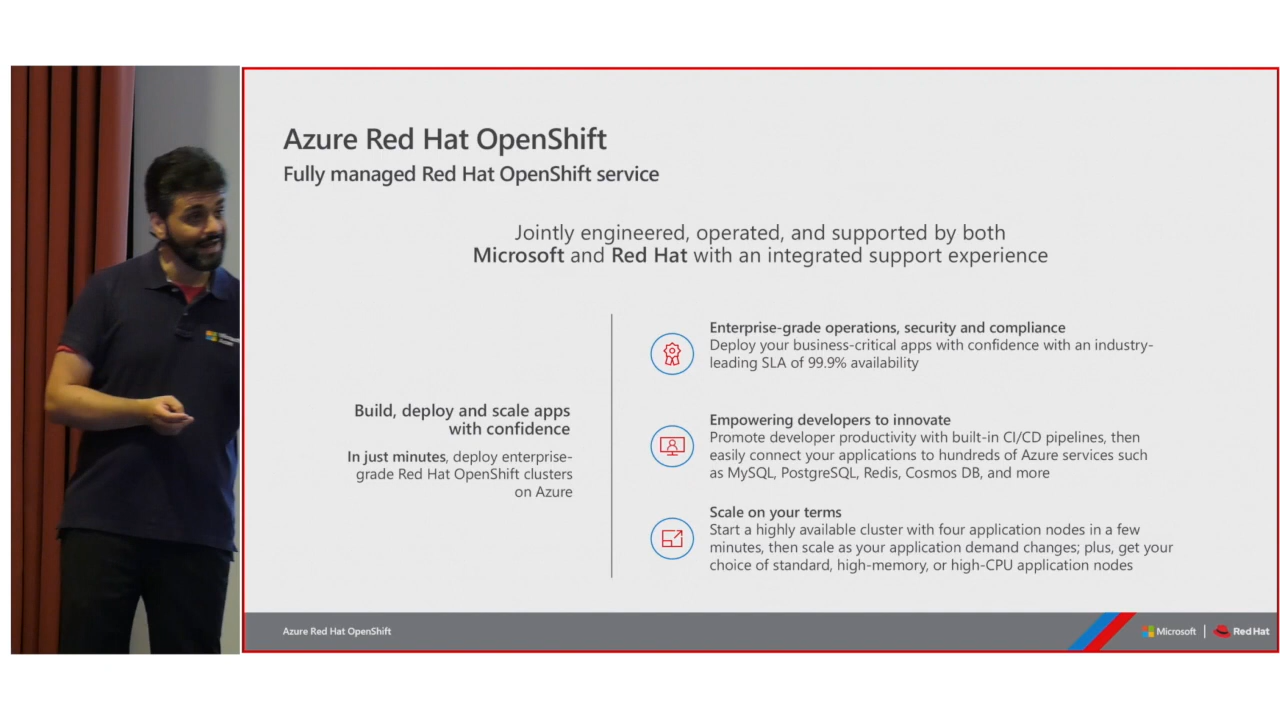 Azure Red Hat OpenShift
Fully managed Red Hat OpenShift service
Jointly engineered, operated, and supported by both
Microsoft and Red Hat with an integrated support experience
Build, deploy and scale apps
with confidence
In just minutes, deploy enterprise-
grade Red Hat OpenShift clusters
on Azure
Enterprise-grade operations, security and compliance
Deploy your business-critical apps with confidence with an industry-
leading SLA of 99.9% availability
Empowering developers to innovate
Promote developer productivity with built-in CI/CD pipelines, then
easily connect your applications to hundreds of Azure services such
as MySQL, PostgreSQL, Redis, Cosmos DB, and more
Scale on your terms
Start a highly available cluster with four application nodes in a few
minutes, then scale as your application demand changes; plus, get your
choice of standard, high-memory, or high-CPU application nodes
Azure Red Hat OpenShift
Microsoft | Red Hat